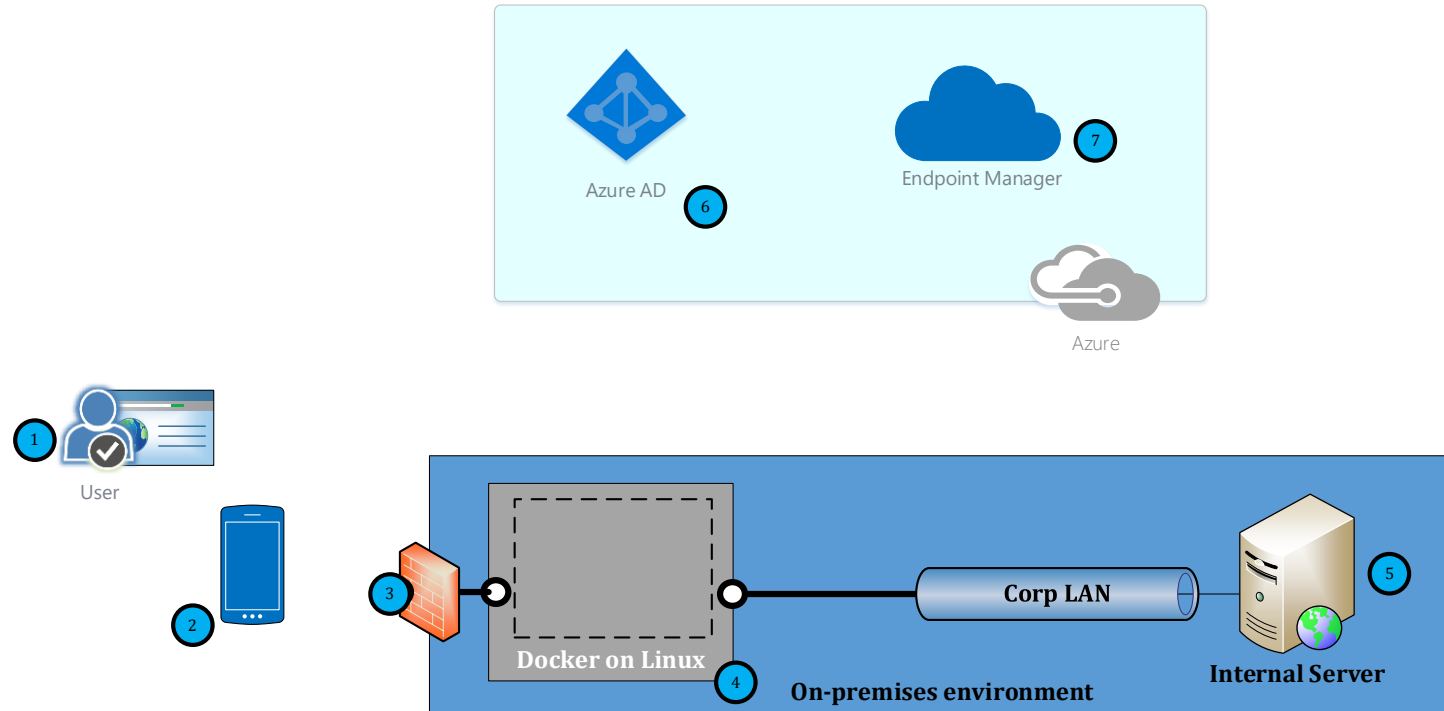 7
Azure AD
Endpoint Manager
6
Azure
1
User
2
3
Corp LAN
5
Docker on Linux
4
Internal Server
On-premises environment